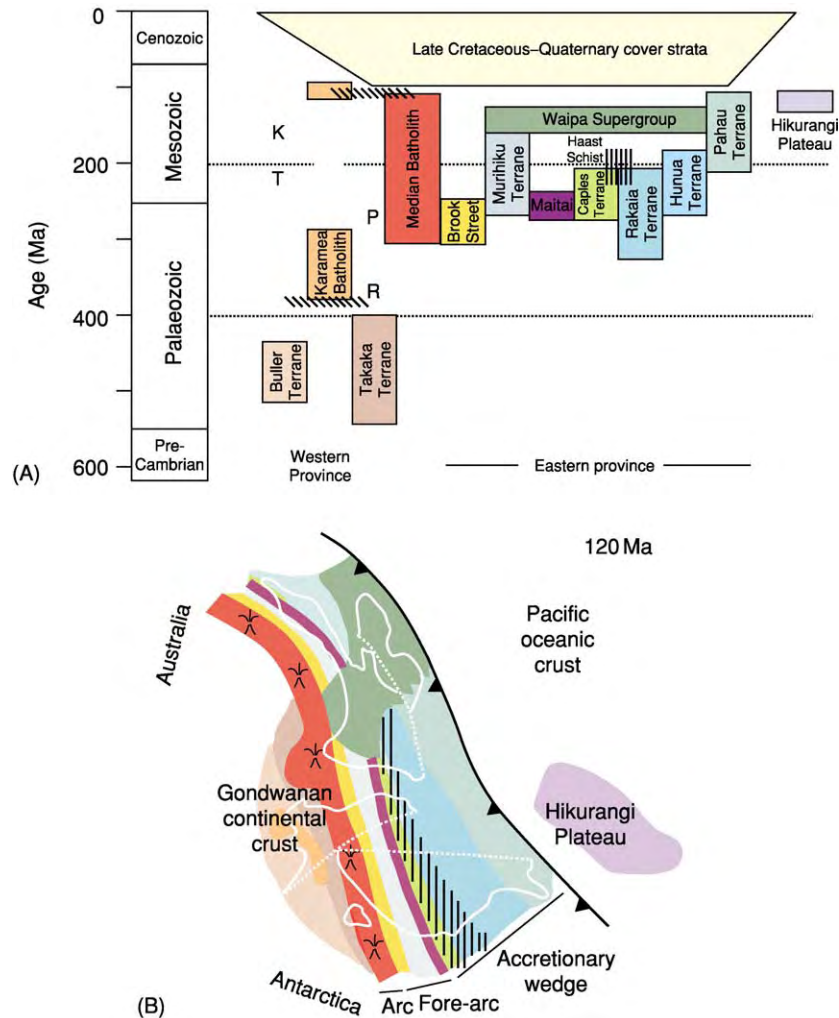 0
Cenozoic
Late Cretaceous–Quaternary cover strata
Mesozoic
K
Waipa Supergroup
Hikurangi
Plateau
Haast
Schist
200
T
Median Batholith
Murihiku
Terrane
Pahau
Terrane
Maitai
Caples
Terrane
Rakaia
Terrane
Hunua
Terrane
P
Brook
Street
Age (Ma)
Karamea
Batholith
R
Palaeozoic
400
Buller
Terrane
Takaka
Terrane
Pre-
Cambrian
600
Western
Province
Eastern province
(A)
120 Ma
Australia
Pacific
oceanic
crust
Gondwanan
continental
crust
Hikurangi
Plateau
Accretionary
wedge
Antarctica
Arc
Fore-arc
(B)